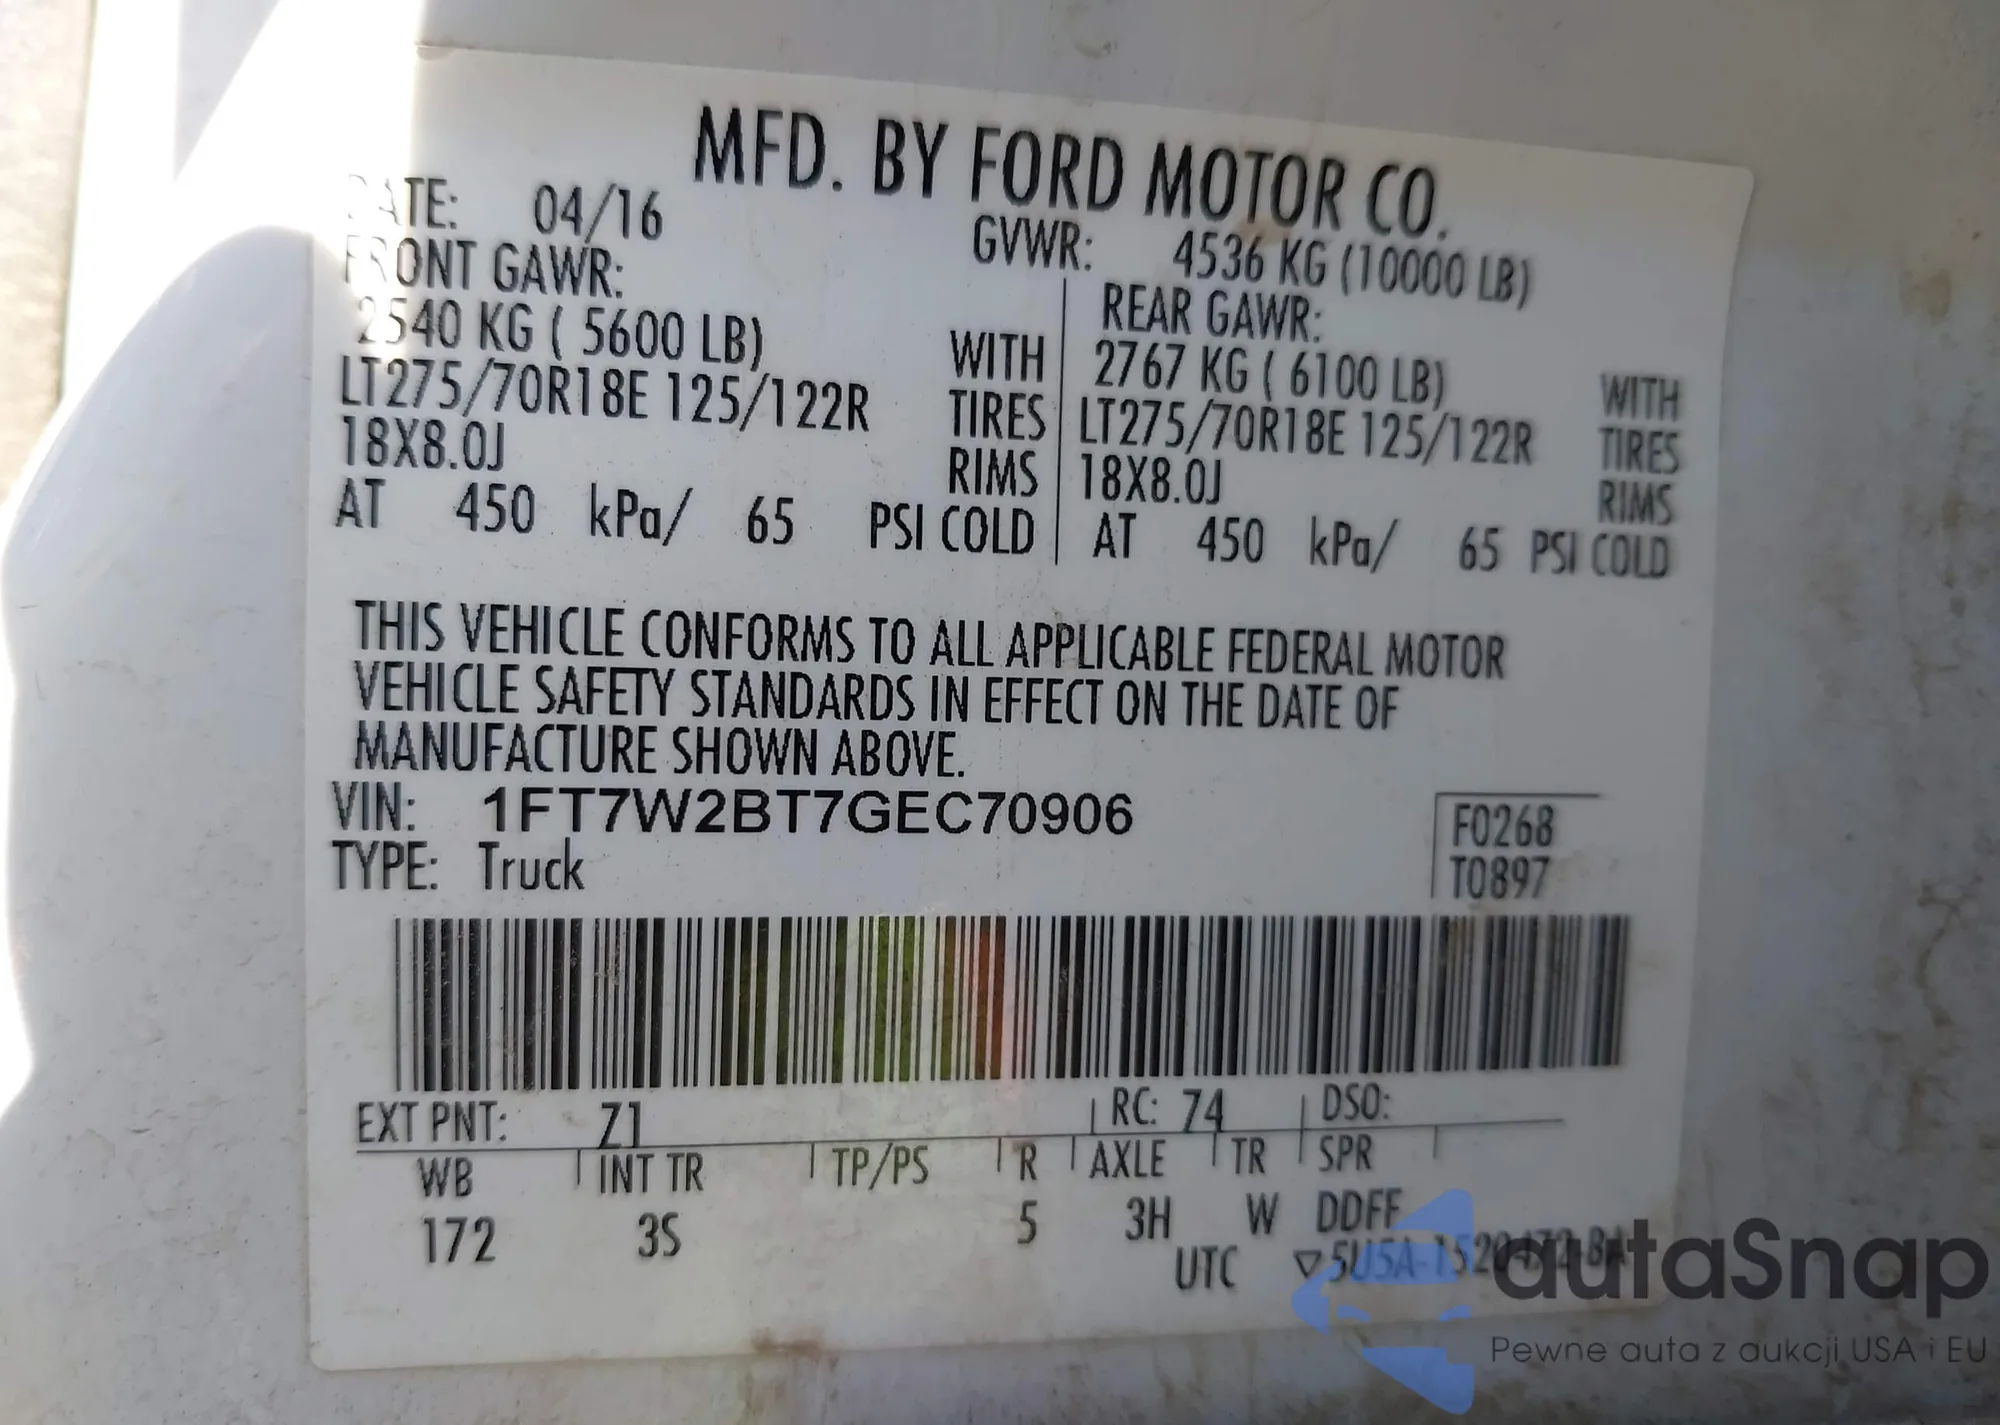 MFD. BY FORD MOTOR CO.
DATE: 04/16 GVWR: 4536 KG (10000 LB)
FRONT GAWR: REAR GAWR:
2540 KG ( 5600 LB) WITH 2767 KG ( 6100 LB) WITH
LT275/70R18E 125/122R TIRES LT275/70R18E 125/122R TIRES
18X8.0J RIMS 18X8.0J RIMS
AT 450 kPa/ 65 PSI COLD AT 450 kPa/ 65 PSI COLD
THIS VEHICLE CONFORMS TO ALL APPLICABLE FEDERAL MOTOR
VEHICLE SAFETY STANDARDS IN EFFECT ON THE DATE OF
MANUFACTURE SHOWN ABOVE.
VIN: 1FT7W2BT7GEC70906 F0268
TYPE: Truck T0897
EXT PNT: Z1 RC: 74 DSO:
WB INT TR TP/PS R AXLE TR SPR
172 3S 5 3H W DDFF
UTC ▽5U5A-1520472-BA
autaSnap
Pewne auta z aukcji USA i EU